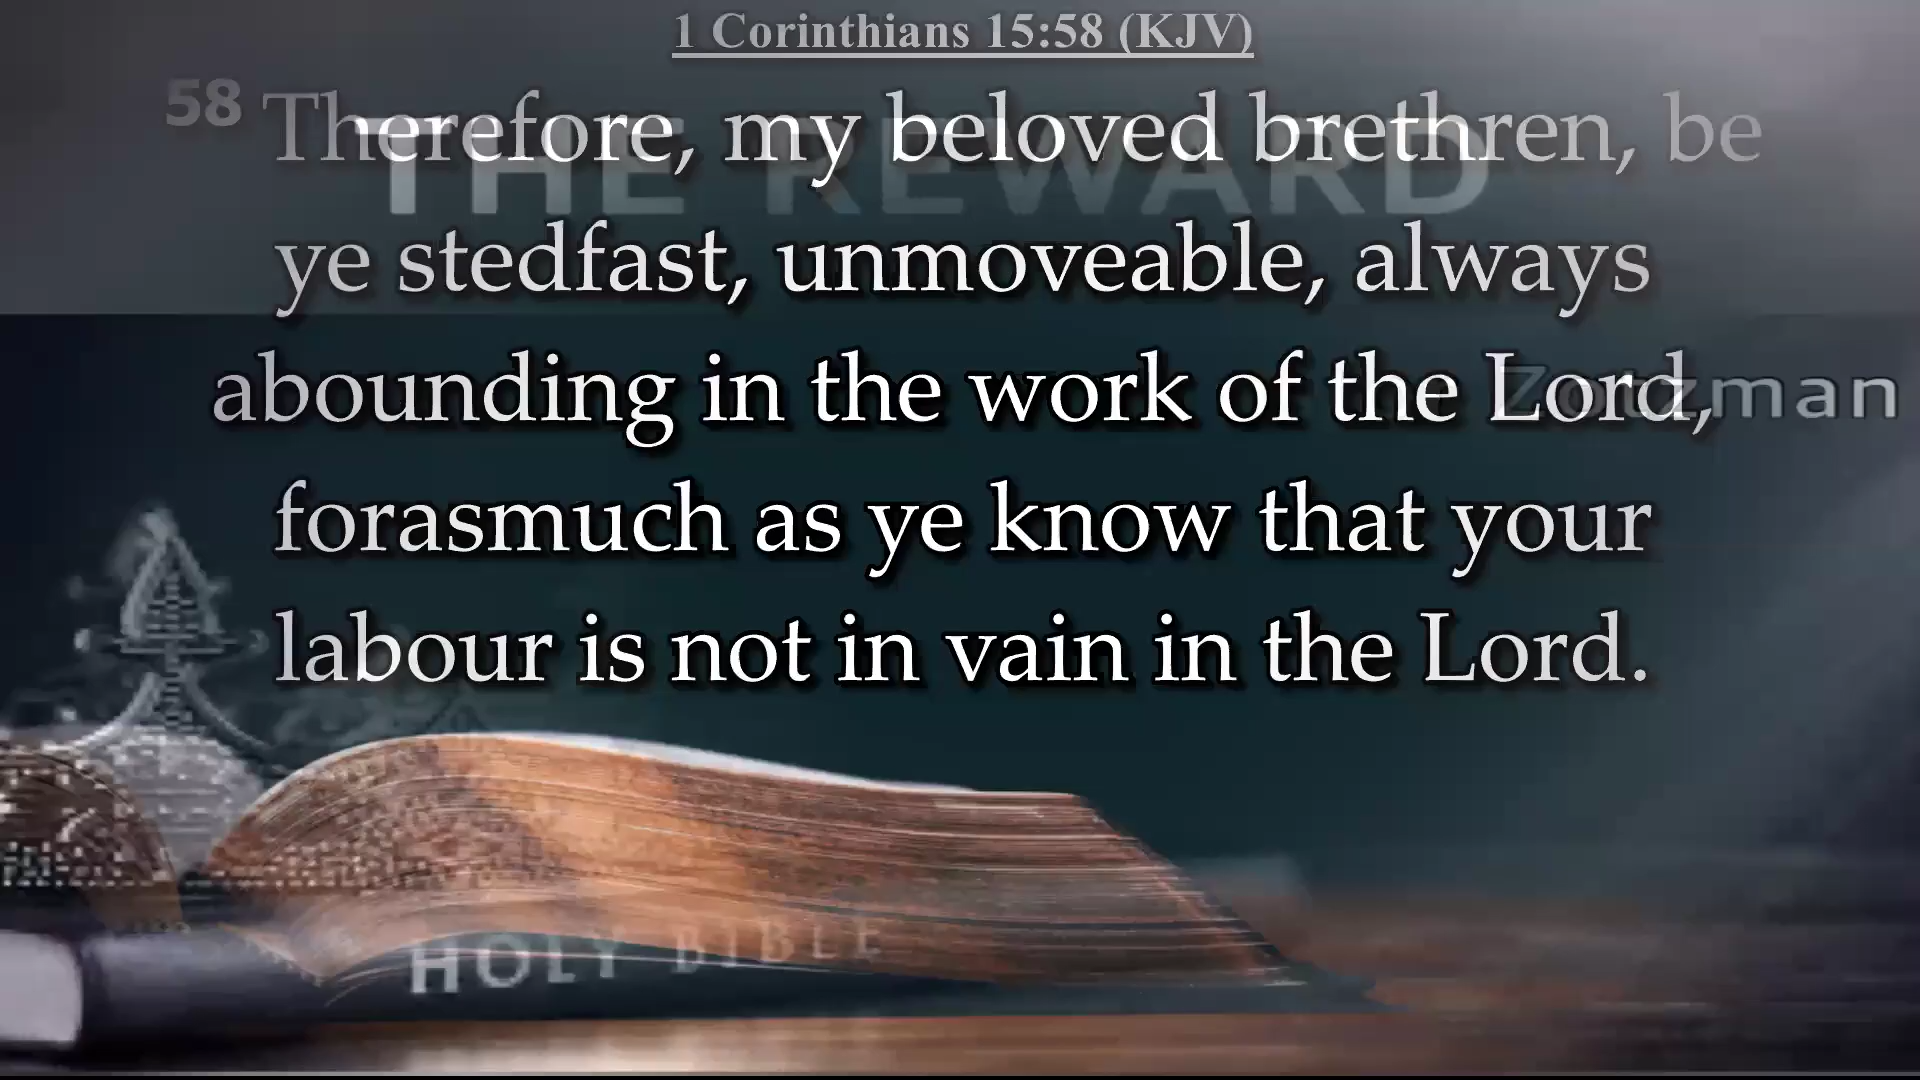 1 Corinthians 15:58 (KJV)
58 Therefore, my beloved brethren, be
THE REWARD
ye stedfast, unmoveable, always
abounding in the work of the Lord,
Zotzman
forasmuch as ye know that your
labour is not in vain in the Lord.
HOLY BIBLE